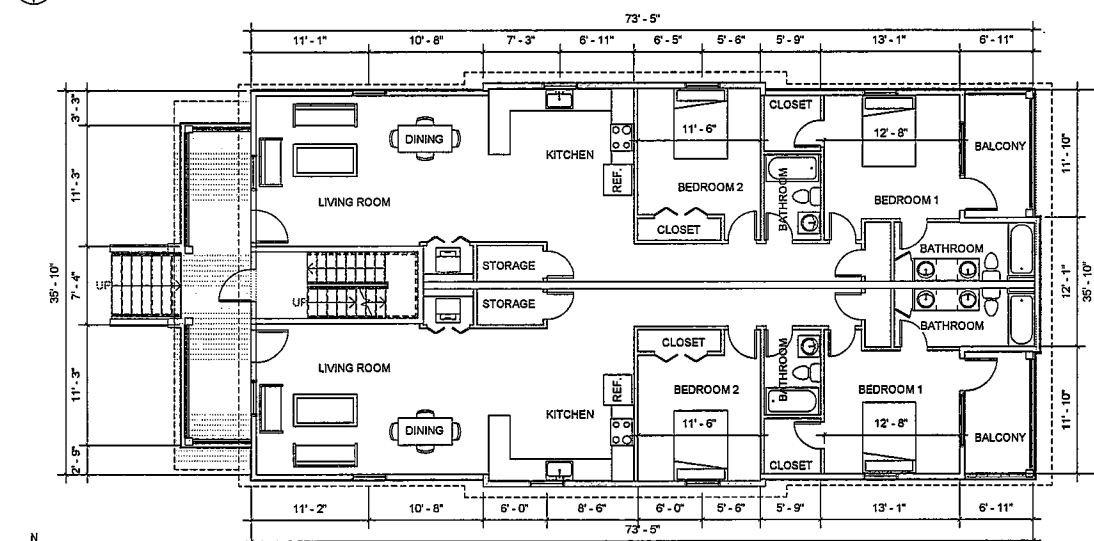 73' - 5"
11' - 1" 10' - 8" 7' - 3" 6' - 11" 6' - 5" 5' - 6" 5' - 9" 13' - 1" 6' - 11"
3' - 3"
CLOSET
DINING
11' - 6"
12' - 8"
KITCHEN
BALCONY
11' - 10"
11' - 3"
REF.
BATHROOM
BEDROOM 2
LIVING ROOM
BEDROOM 1
CLOSET
BATHROOM
STORAGE
35' - 10"
7' - 4"
UP
UP
12' - 1"
35' - 10"
STORAGE
BATHROOM
CLOSET
BATHROOM
LIVING ROOM
11' - 3"
REF.
BEDROOM 2
BEDROOM 1
KITCHEN
11' - 10"
DINING
11' - 6"
12' - 8"
BALCONY
2' - 9"
CLOSET
11' - 2" 10' - 8" 6' - 0" 8' - 6" 6' - 0" 5' - 6" 5' - 9" 13' - 1" 6' - 11"
73' - 5"
N